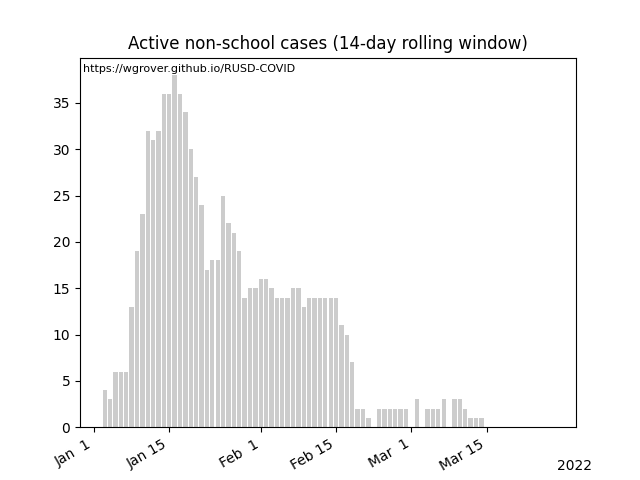 Active non-school cases (14-day rolling window)
https://wgrover.github.io/RUSD-COVID
35
30
25
20
15
10
5
0
Jan 1
Jan 15
Feb 1
Feb 15
Mar 1
Mar 15
2022